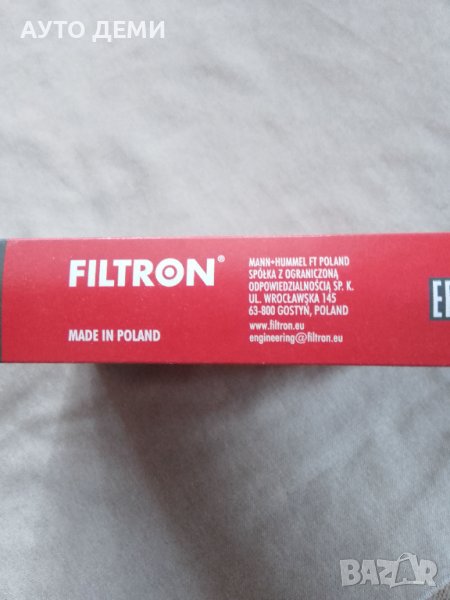 АУТО ДЕМИ
FILTRON®
MADE IN POLAND
MANN+HUMMEL FT POLAND
SPÓŁKA Z OGRANICZONĄ
ODPOWIEDZIALNOŚCIĄ SP. K.
UL. WROCŁAWSKA 145
63-800 GOSTYŃ, POLAND
www.filtron.eu
engineering@filtron.eu
BAZAR